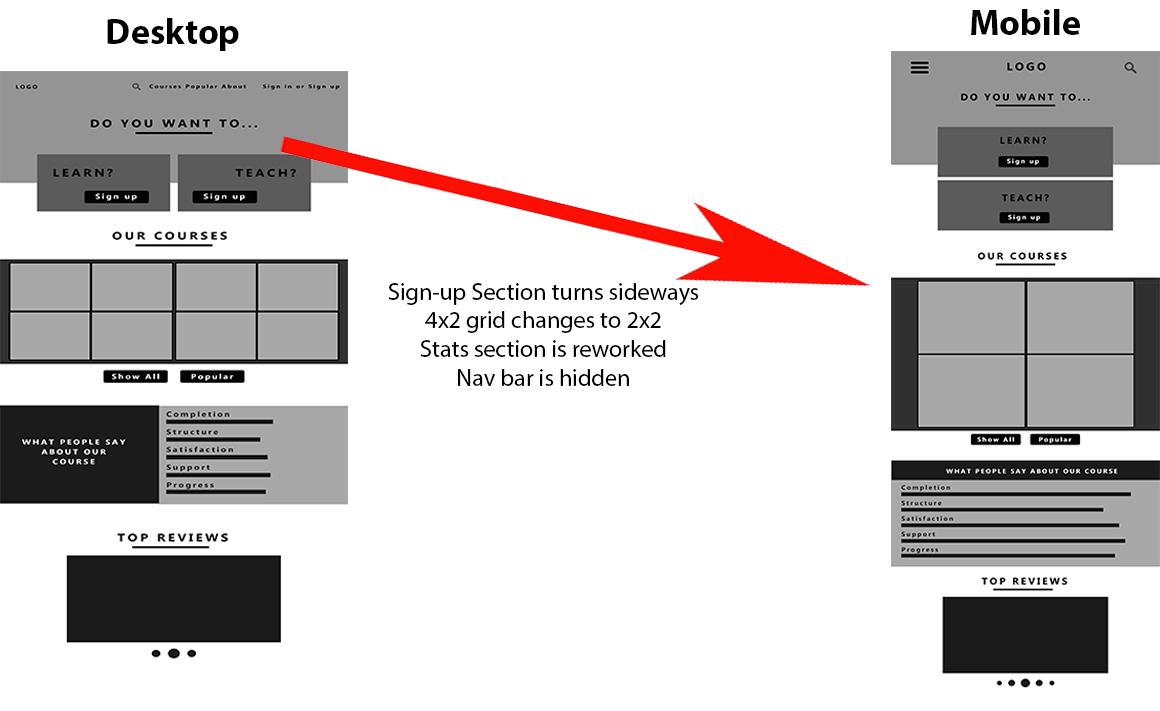 Desktop
LOGO
Courses Popular About
Sign in or Sign up
DO YOU WANT TO...
LEARN?
Sign up
TEACH?
Sign up
OUR COURSES
Show All
Popular
WHAT PEOPLE SAY
ABOUT OUR
COURSE
Completion
Structure
Satisfaction
Support
Progress
TOP REVIEWS
Sign-up Section turns sideways
4x2 grid changes to 2x2
Stats section is reworked
Nav bar is hidden
Mobile
LOGO
DO YOU WANT TO...
LEARN?
Sign up
TEACH?
Sign up
OUR COURSES
Show All
Popular
WHAT PEOPLE SAY ABOUT OUR COURSE
Completion
Structure
Satisfaction
Support
Progress
TOP REVIEWS